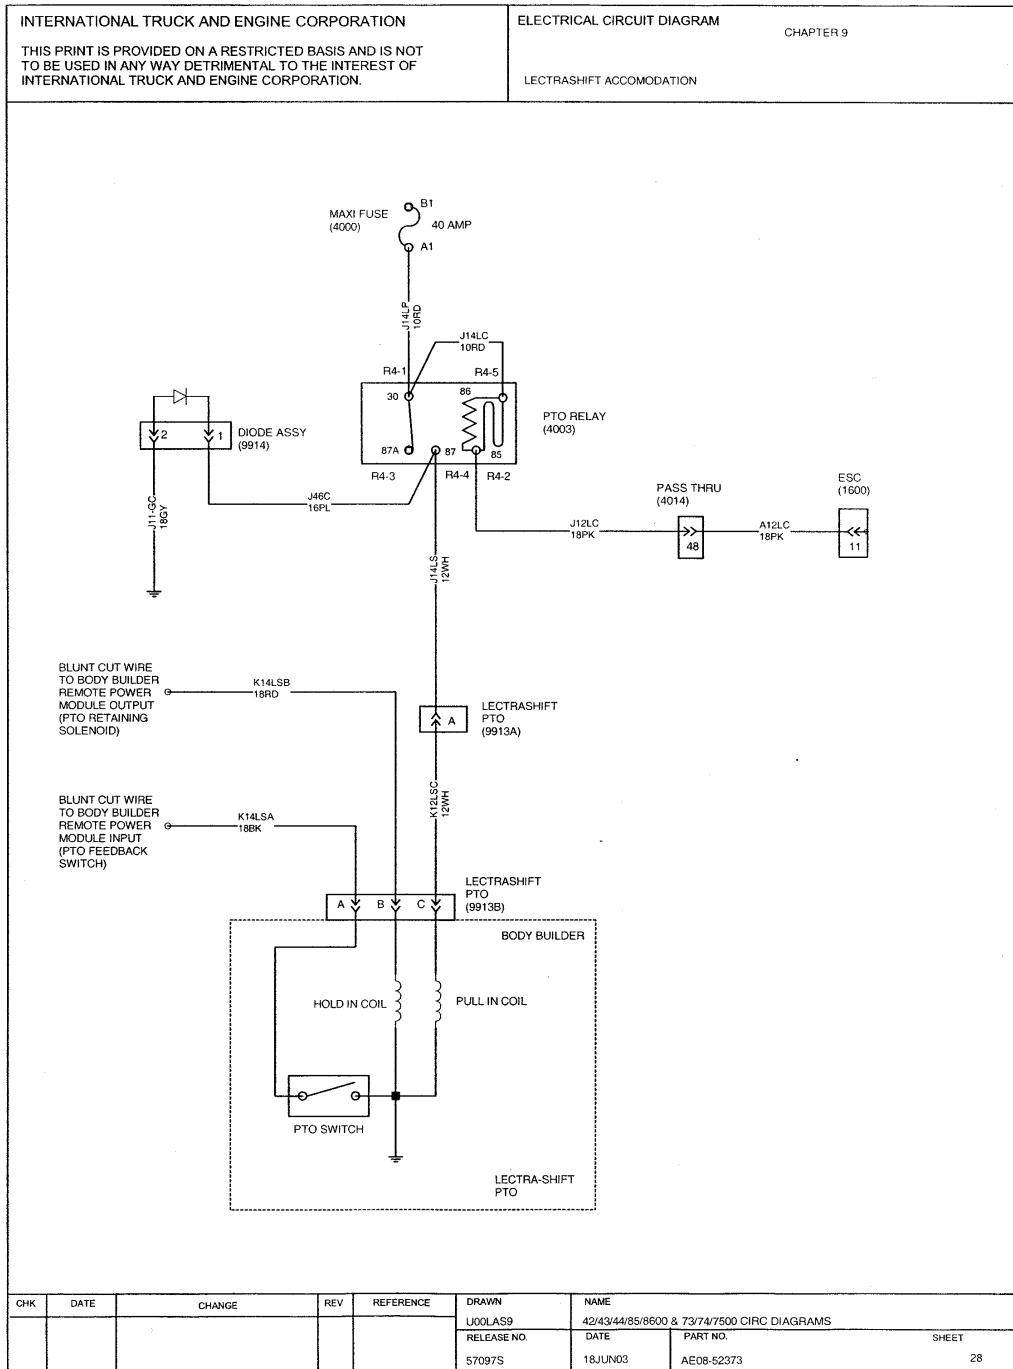 INTERNATIONAL TRUCK AND ENGINE CORPORATION
THIS PRINT IS PROVIDED ON A RESTRICTED BASIS AND IS NOT
TO BE USED IN ANY WAY DETRIMENTAL TO THE INTEREST OF
INTERNATIONAL TRUCK AND ENGINE CORPORATION.
ELECTRICAL CIRCUIT DIAGRAM
CHAPTER 9
LECTRASHIFT ACCOMODATION
MAXI FUSE
(4000)
B1
40 AMP
A1
J14LP
10RD
J14LC
10RD
R4-1
R4-5
30
86
87A
87
85
R4-3
R4-4
R4-2
PTO RELAY
(4003)
2
1
DIODE ASSY
(9914)
J46C
16PL
J11-GC
18GY
PASS THRU
(4014)
48
ESC
(1600)
11
J12LC
18PK
A12LC
18PK
J14LS
12WH
BLUNT CUT WIRE
TO BODY BUILDER
REMOTE POWER
MODULE OUTPUT
(PTO RETAINING
SOLENOID)
K14LSB
18RD
A
LECTRASHIFT
PTO
(9913A)
K12LSC
12WH
BLUNT CUT WIRE
TO BODY BUILDER
REMOTE POWER
MODULE INPUT
(PTO FEEDBACK
SWITCH)
K14LSA
18BK
A
B
C
LECTRASHIFT
PTO
(9913B)
BODY BUILDER
HOLD IN COIL
PULL IN COIL
PTO SWITCH
LECTRA-SHIFT
PTO
CHK
DATE
CHANGE
REV
REFERENCE
DRAWN
U00LAS9
NAME
42/43/44/85/8600 & 73/74/7500 CIRC DIAGRAMS
RELEASE NO.
57097S
DATE
18JUN03
PART NO.
AE08-52373
SHEET
28